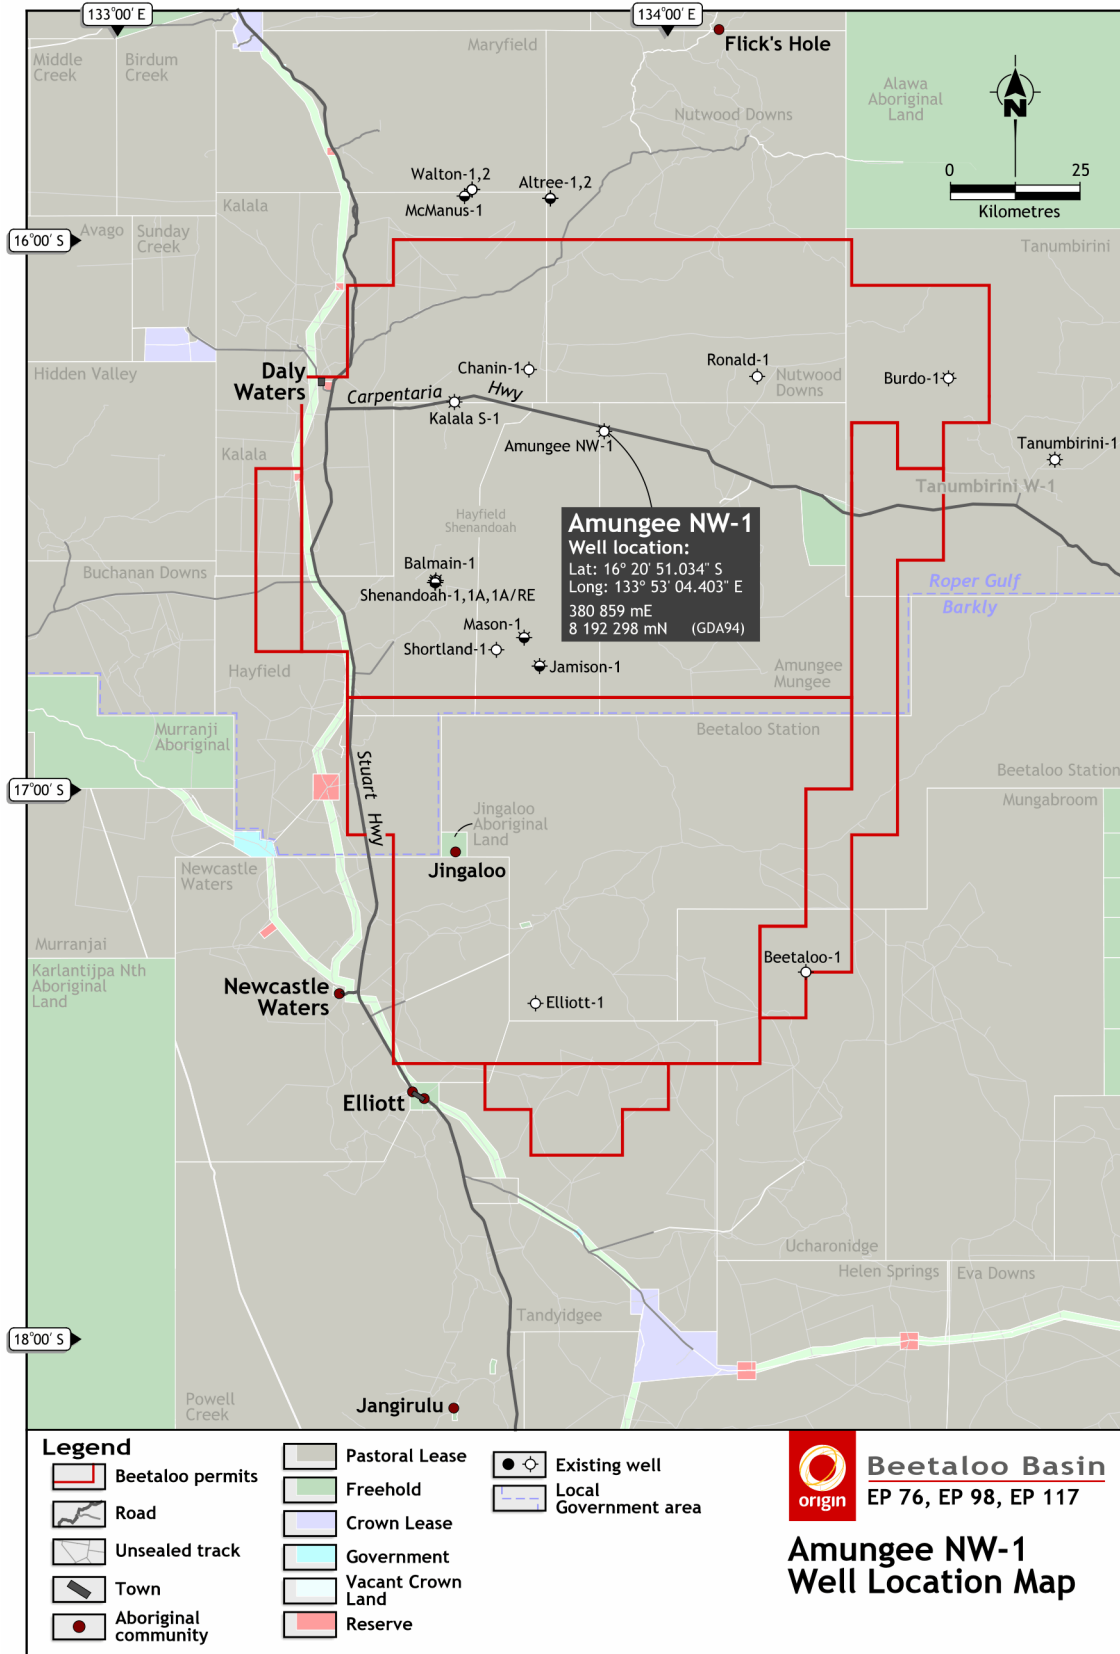 133°00' E
134°00' E
Flick's Hole
Middle
Creek
Birdum
Creek
Maryfield
Alawa
Aboriginal
Land
N
Nutwood Downs
0
25
Kilometres
Walton-1,2
Altree-1,2
McManus-1
Kalala
16°00' S
Avago
Sunday
Creek
Tanumbirini
Hidden Valley
Daly
Waters
Chanin-1
Ronald-1
Nutwood
Downs
Burdo-1
Carpentaria
Hwy
Kalala S-1
Amungee NW-1
Tanumbirini-1
Kalala
Tanumbirini W-1
Hayfield
Shenandoah
Amungee NW-1
Well location:
Lat: 16° 20' 51.034" S
Long: 133° 53' 04.403" E
380 859 mE
8 192 298 mN (GDA94)
Balmain-1
Buchanan Downs
Shenandoah-1,1A,1A/RE
Roper Gulf
Barkly
Mason-1
Shortland-1
Jamison-1
Hayfield
Amungee
Mungee
Murranji
Aboriginal
Beetaloo Station
Stuart Hwy
Beetaloo Station
17°00' S
Mungabroom
Jingaloo
Aboriginal
Land
Jingaloo
Newcastle
Waters
Murranjai
Karlantijpa Nth
Aboriginal
Land
Beetaloo-1
Newcastle
Waters
Elliott-1
Elliott
Ucharonidge
Helen Springs
Eva Downs
Tandyidgee
18°00' S
Powell
Creek
Jangirulu
Legend
Beetaloo permits
Road
Unsealed track
Town
Aboriginal
community
Pastoral Lease
Freehold
Crown Lease
Government
Vacant Crown
Land
Reserve
Existing well
Local
Government area
origin
Beetaloo Basin
EP 76, EP 98, EP 117
Amungee NW-1
Well Location Map